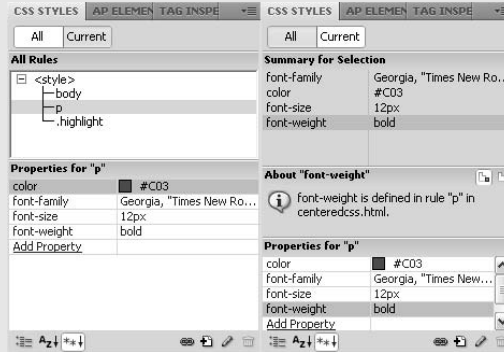 CSS STYLES AP ELEMEN TAG INSPE
All Current
All Rules
<style>
body
p
.highlight
Properties for "p"
color #C03
font-family Georgia, "Times New Ro...
font-size 12px
font-weight bold
Add Property
CSS STYLES AP ELEMEN TAG INSPE
All Current
Summary for Selection
font-family Georgia, "Times New Ro...
color #C03
font-size 12px
font-weight bold
About "font-weight"
font-weight is defined in rule "p" in
centeredcss.html.
Properties for "p"
color #C03
font-family Georgia, "Times New...
font-size 12px
font-weight bold
Add Property